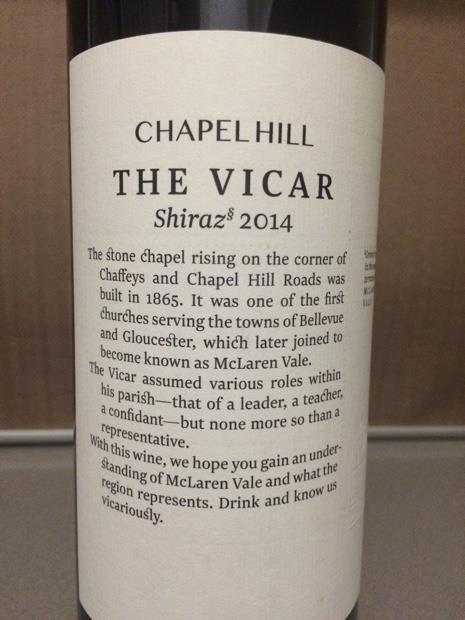 CHAPEL HILL
THE VICAR
Shiraz§ 2014
The stone chapel rising on the corner of
Chaffeys and Chapel Hill Roads was
built in 1865. It was one of the first
churches serving the towns of Bellevue
and Gloucester, which later joined to
become known as McLaren Vale.
The Vicar assumed various roles within
his parish—that of a leader, a teacher,
a confidant—but none more so than a
representative.
With this wine, we hope you gain an under-
standing of McLaren Vale and what the
region represents. Drink and know us
vicariously.